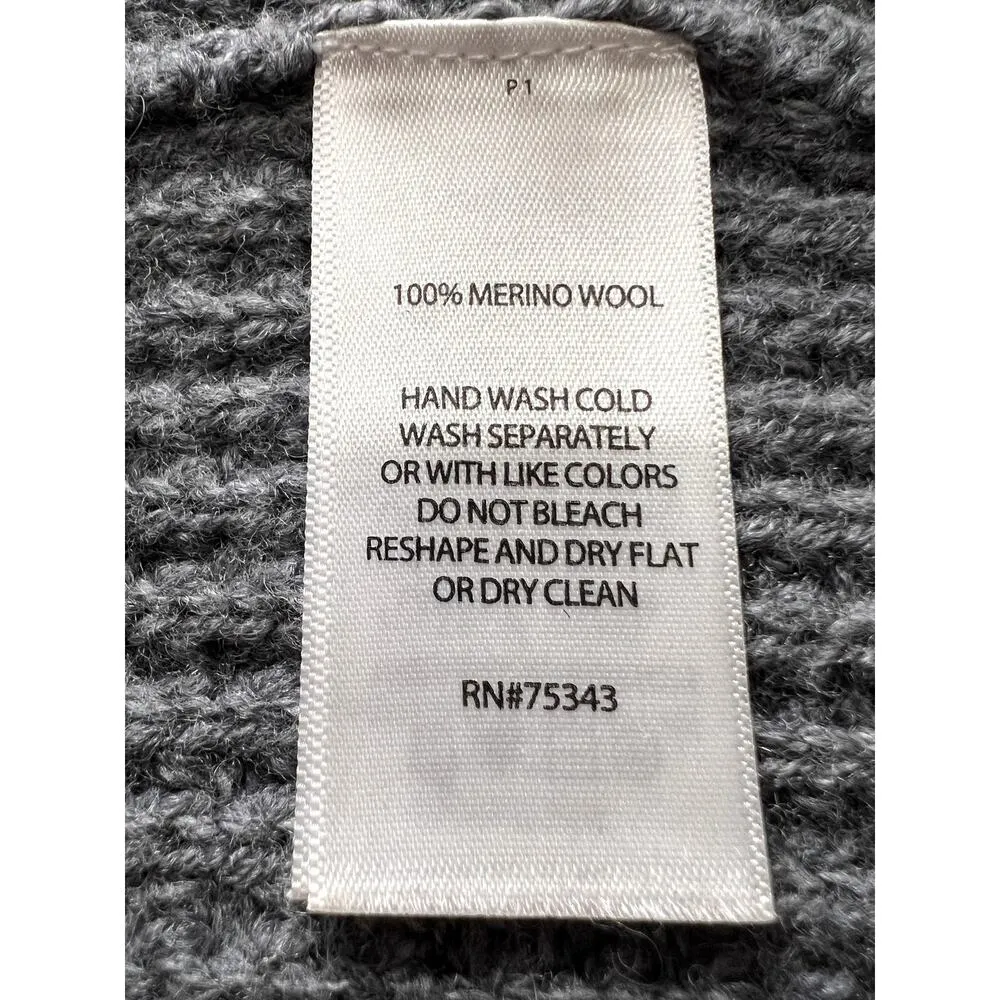 P1
100% MERINO WOOL
HAND WASH COLD
WASH SEPARATELY
OR WITH LIKE COLORS
DO NOT BLEACH
RESHAPE AND DRY FLAT
OR DRY CLEAN
RN#75343